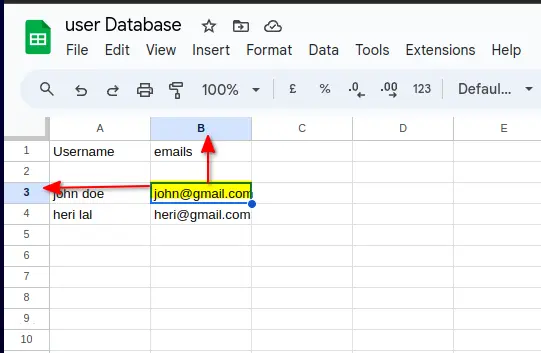 user Database
File Edit View Insert Format Data Tools Extensions Help
100% £ % .0 .00 123 Defaul...
A B C D E
1 Username emails
2
3 john doe john@gmail.com
4 heri lal heri@gmail.com
5
6
7
8
9
10